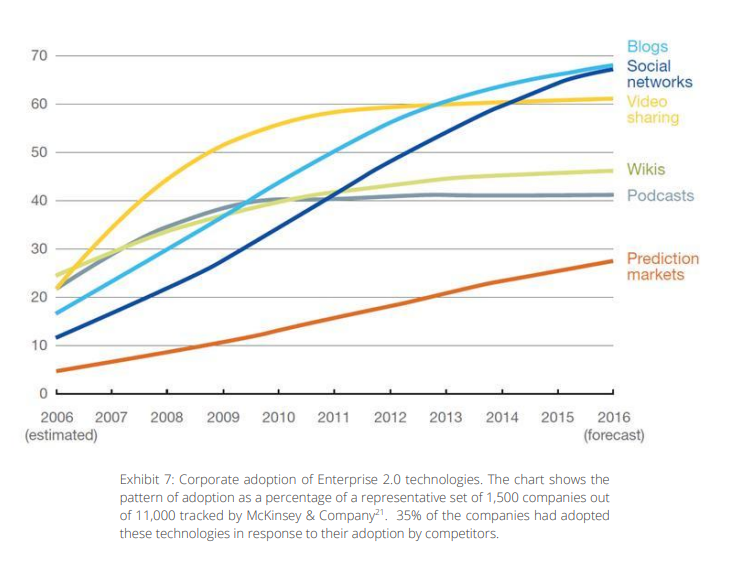 70
60
50
40
30
20
10
0
Blogs
Social
networks
Video
sharing
Wikis
Podcasts
Prediction
markets
2006 2007 2008 2009 2010 2011 2012 2013 2014 2015 2016
(estimated) (forecast)
Exhibit 7: Corporate adoption of Enterprise 2.0 technologies. The chart shows the
pattern of adoption as a percentage of a representative set of 1,500 companies out
of 11,000 tracked by McKinsey & Company21. 35% of the companies had adopted
these technologies in response to their adoption by competitors.